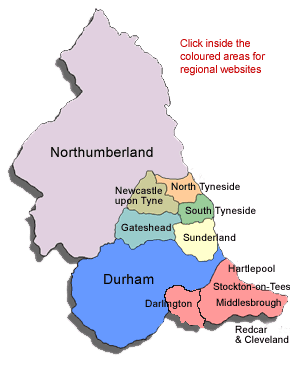 Click inside the
coloured areas for
regional websites
Northumberland
Newcastle
upon Tyne
North Tyneside
South Tyneside
Gateshead
Sunderland
Durham
Hartlepool
Stockton-on-Tees
Darlington
Middlesbrough
Redcar
& Cleveland